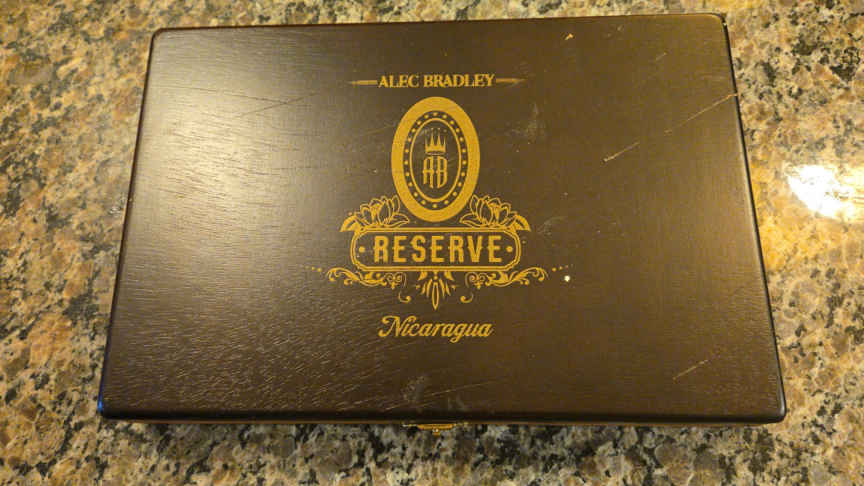 ALEC BRADLEY
AB
RESERVE
Nicaragua